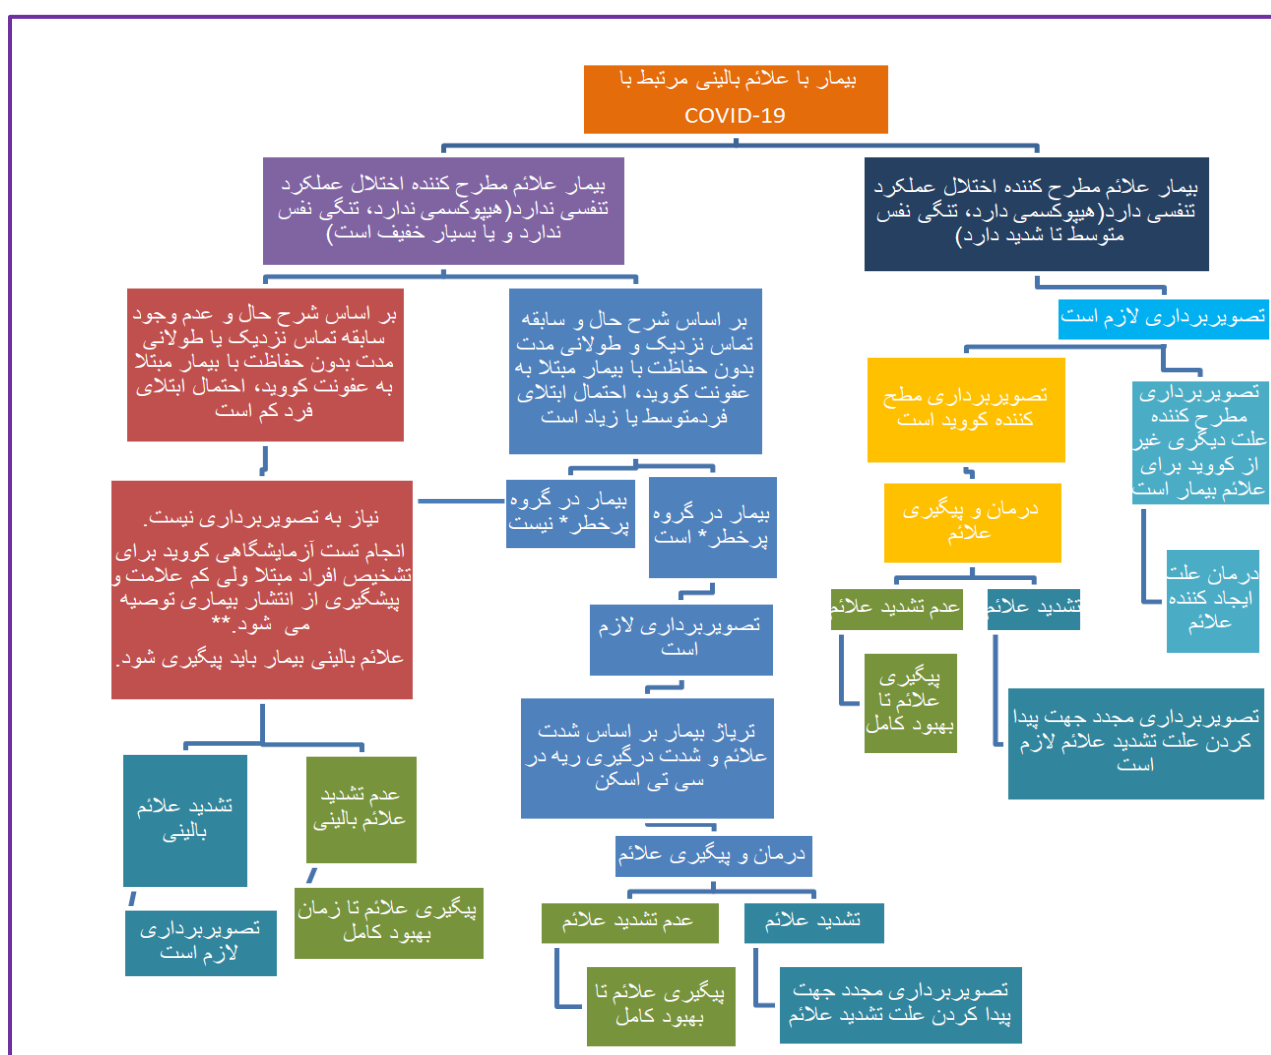 بیمار با علائم بالینی مرتبط با
COVID-19
بیمار علائم مطرح کننده اختلال عملکرد
تنفسی دارد(هیپوکسمی دارد، تنگی نفس
متوسط تا شدید دارد)
بیمار علائم مطرح کننده اختلال عملکرد
تنفسی ندارد(هیپوکسمی ندارد، تنگی نفس
ندارد و یا بسیار خفیف است)
تصویربرداری لازم است
تصویربرداری
مطرح کننده
علت دیگری غیر
از کووید برای
علائم بیمار است
درمان علت
ایجاد کننده
علائم
تصویربرداری مطح
کننده کووید است
درمان و پیگیری
علائم
تشدید علائم
تصویربرداری مجدد جهت پیدا
کردن علت تشدید علائم لازم
است
عدم تشدید علائم
پیگیری
علائم تا
بهبود کامل
بر اساس شرح حال و سابقه
تماس نزدیک و طولانی مدت
بدون حفاظت با بیمار مبتلا به
عفونت کووید، احتمال ابتلای
فردمتوسط یا زیاد است
بیمار در گروه
پرخطر* است
بیمار در گروه
پرخطر* نیست
تصویربرداری لازم
است
تریاژ بیمار بر اساس شدت
علائم و شدت درگیری ریه در
سی تی اسکن
درمان و پیگیری علائم
تشدید علائم
تصویربرداری مجدد جهت
پیدا کردن علت تشدید علائم
عدم تشدید علائم
پیگیری علائم تا
بهبود کامل
بر اساس شرح حال و عدم وجود
سابقه تماس نزدیک یا طولانی
مدت بدون حفاظت با بیمار مبتلا
به عفونت کووید، احتمال ابتلای
فرد کم است
نیاز به تصویربرداری نیست.
انجام تست آزمایشگاهی کووید برای
تشخیص افراد مبتلا ولی کم علامت و
پیشگیری از انتشار بیماری توصیه
می شود.**
علائم بالینی بیمار باید پیگیری شود.
عدم تشدید
علائم بالینی
پیگیری علائم تا زمان
بهبود کامل
تشدید علائم
بالینی
تصویربرداری
لازم است